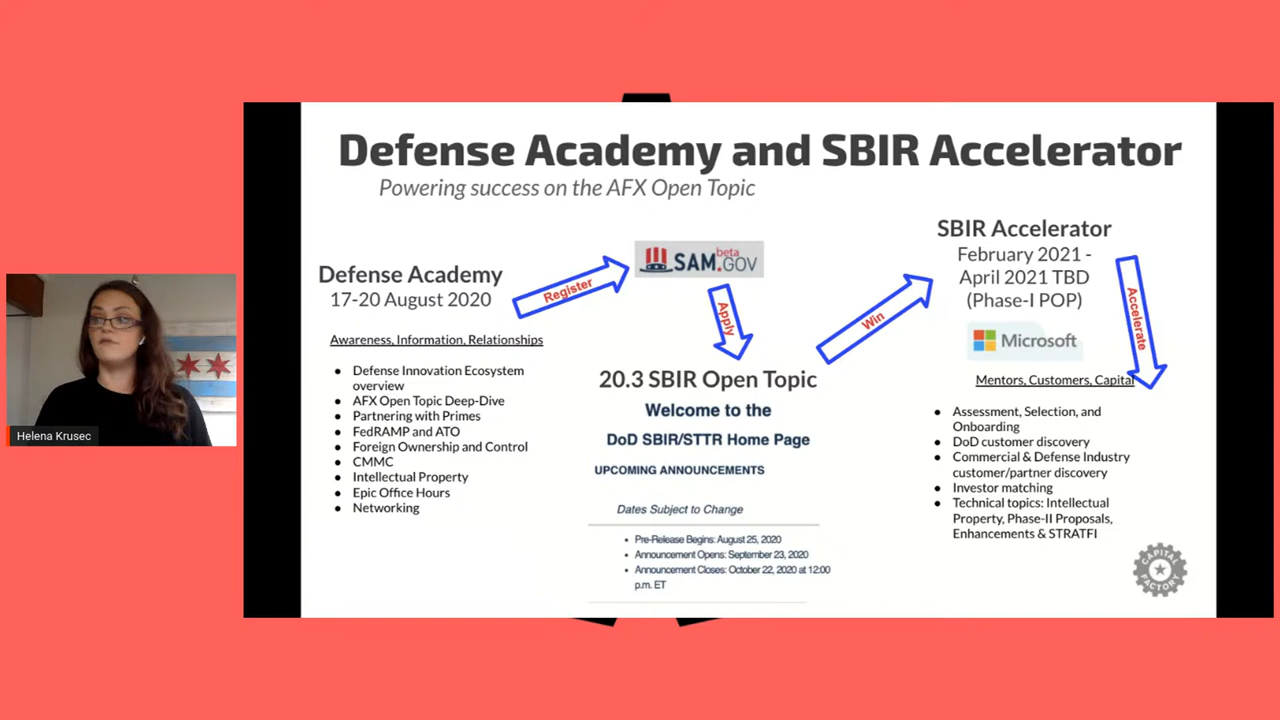 Defense Academy and SBIR Accelerator
Powering success on the AFX Open Topic
Defense Academy
17-20 August 2020
Awareness, Information, Relationships
Defense Innovation Ecosystem
overview
AFX Open Topic Deep-Dive
Partnering with Primes
FedRAMP and ATO
Foreign Ownership and Control
CMMC
Intellectual Property
Epic Office Hours
Networking
Register
beta
SAM.GOV
Apply
20.3 SBIR Open Topic
Welcome to the
DoD SBIR/STTR Home Page
UPCOMING ANNOUNCEMENTS
Dates Subject to Change
Pre-Release Begins: August 25, 2020
Announcement Opens: September 23, 2020
Announcement Closes: October 22, 2020 at 12:00
p.m. ET
Win
SBIR Accelerator
February 2021 -
April 2021 TBD
(Phase-I POP)
Microsoft
Accelerate
Mentors, Customers, Capital
Assessment, Selection, and
Onboarding
DoD customer discovery
Commercial & Defense Industry
customer/partner discovery
Investor matching
Technical topics: Intellectual
Property, Phase-II Proposals,
Enhancements & STRATFI
CAPITAL
FACTORY
Helena Krusec